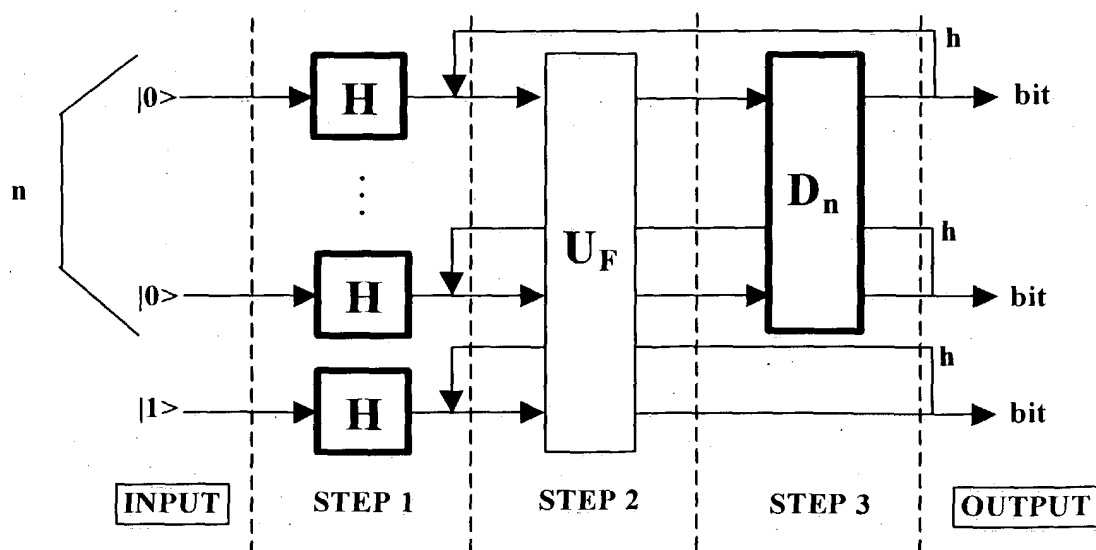 h
|0> H bit
n
U_F D_n
h
|0> H bit
h
|1> H bit
INPUT STEP 1 STEP 2 STEP 3 OUTPUT